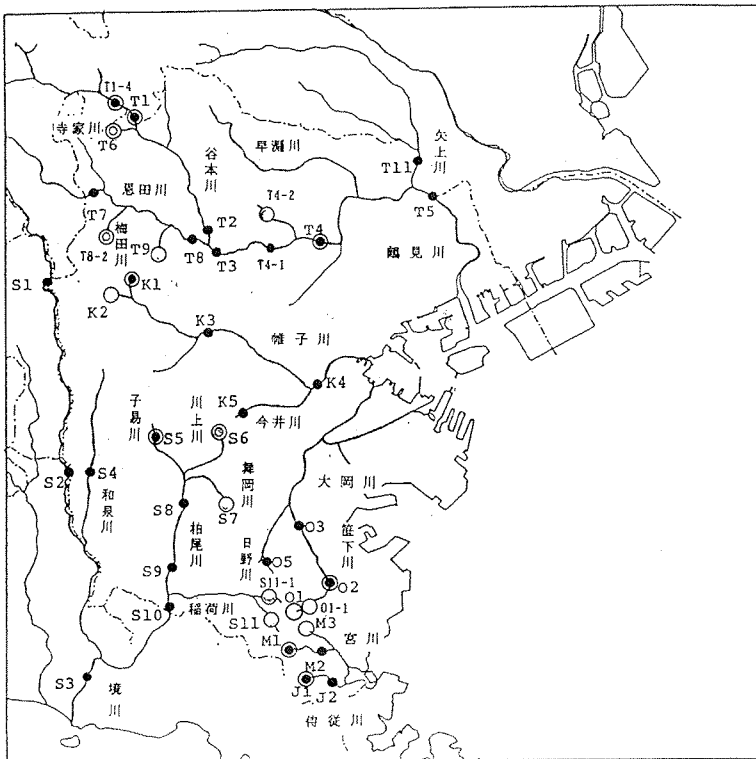 T1-4
T1
寺家川
T6
谷本川
早淵川
矢上川
T11
恩田川
T7
T4-2
T5
T2
T4
梅田川
T8-2
T9
T8
T3
T4-1
鶴見川
S1
K1
K2
K3
帷子川
K4
K5
今井川
子易川
川上川
S5
S6
S2
S4
和泉川
舞岡川
大岡川
S8
S7
柏尾川
O3
笹下川
日野川
O5
S9
S11-1
O1
O2
O1-1
S10
稲荷川
S11
M3
M1
宮川
M2
S3
境川
J1
J2
侍従川